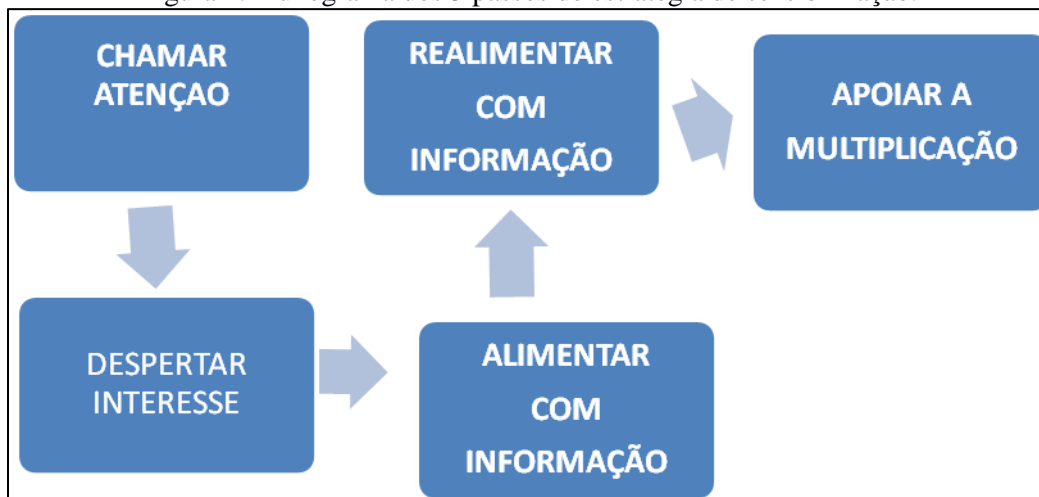 CHAMAR
ATENÇAO
DESPERTAR
INTERESSE
ALIMENTAR
COM
INFORMAÇÃO
REALIMENTAR
COM
INFORMAÇÃO
APOIAR A
MULTIPLICAÇÃO